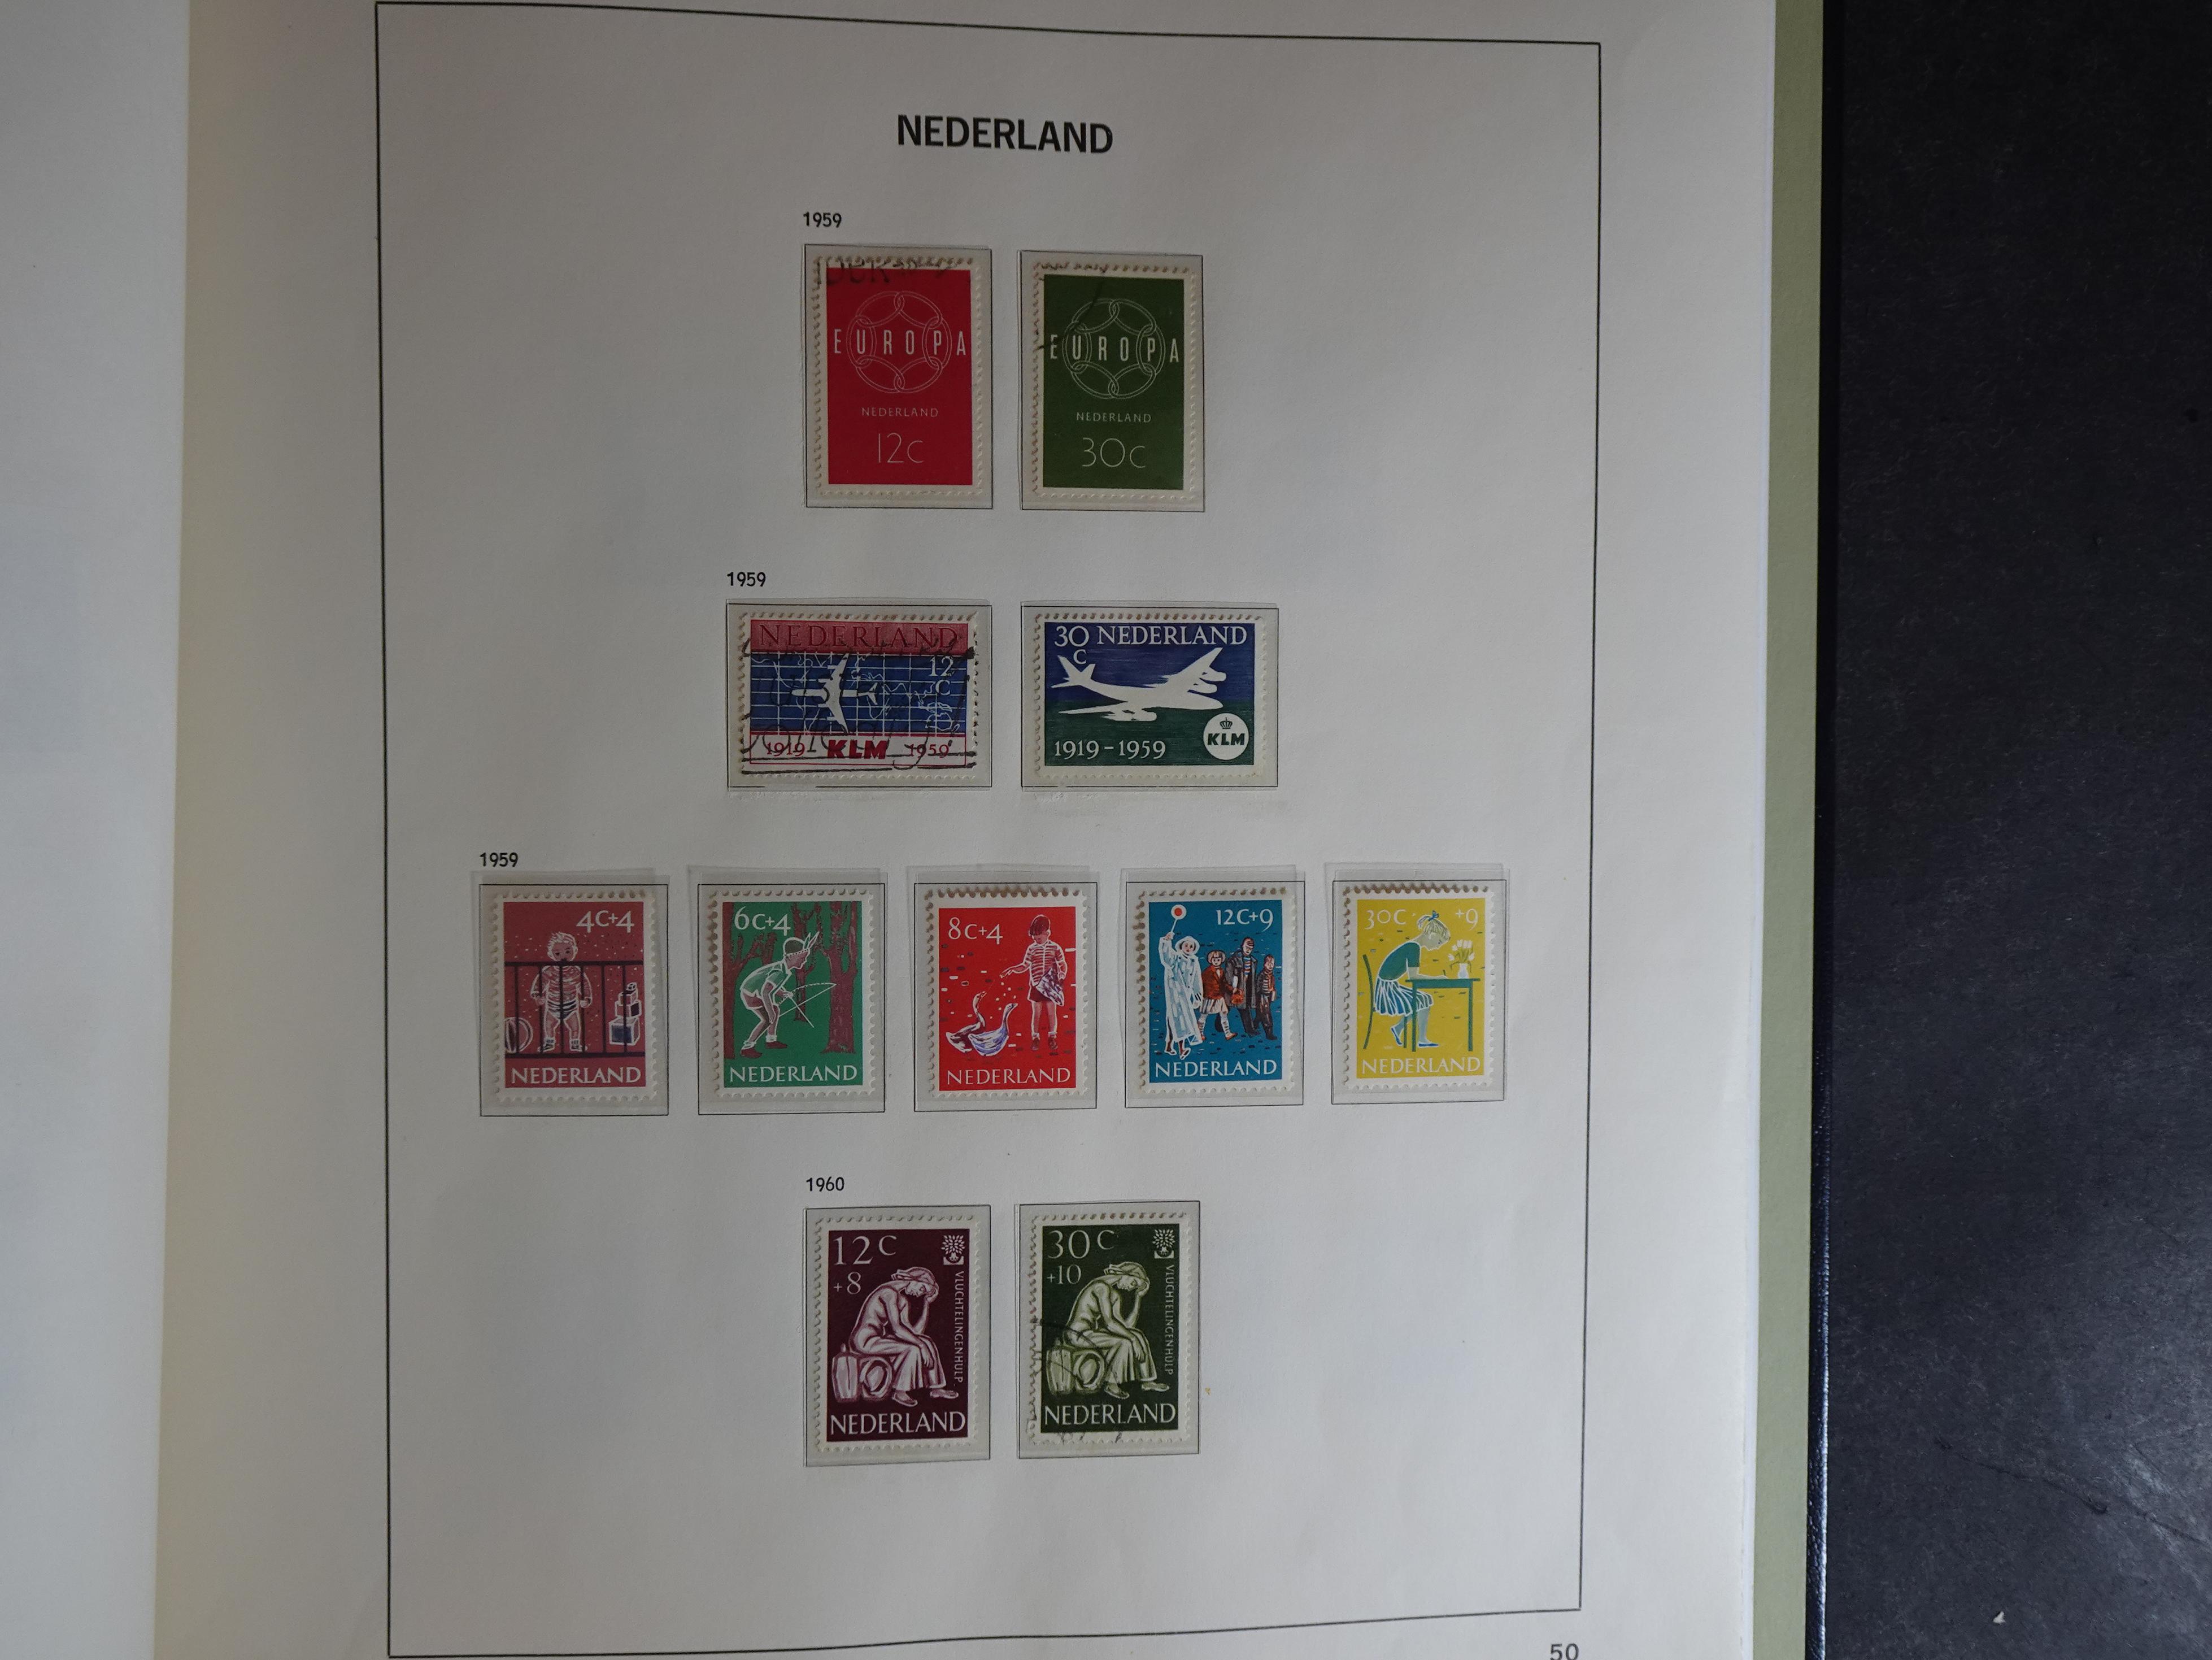 NEDERLAND
1959
EUROPA
NEDERLAND
12c
EUROPA
NEDERLAND
30c
1959
NEDERLAND
12
C
1919 KLM 1959
30 NEDERLAND
C
KLM
1919-1959
1959
4C+4
NEDERLAND
6C+4
NEDERLAND
8C+4
NEDERLAND
12C+9
NEDERLAND
30C +9
NEDERLAND
1960
12C
+8
VLUCHTELINGENHULP
NEDERLAND
30C
+10
VLUCHTELINGENHULP
NEDERLAND
50